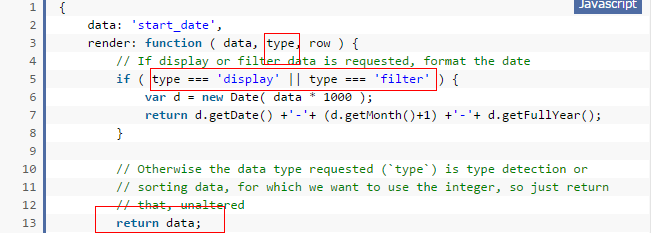 Javascript
1 {
2     data: 'start_date',
3     render: function ( data, type, row ) {
4         // If display or filter data is requested, format the date
5         if ( type === 'display' || type === 'filter' ) {
6             var d = new Date( data * 1000 );
7             return d.getDate() +'-'+ (d.getMonth()+1) +'-'+ d.getFullYear();
8         }
9
10         // Otherwise the data type requested (`type`) is type detection or
11         // sorting data, for which we want to use the integer, so just return
12         // that, unaltered
13         return data;